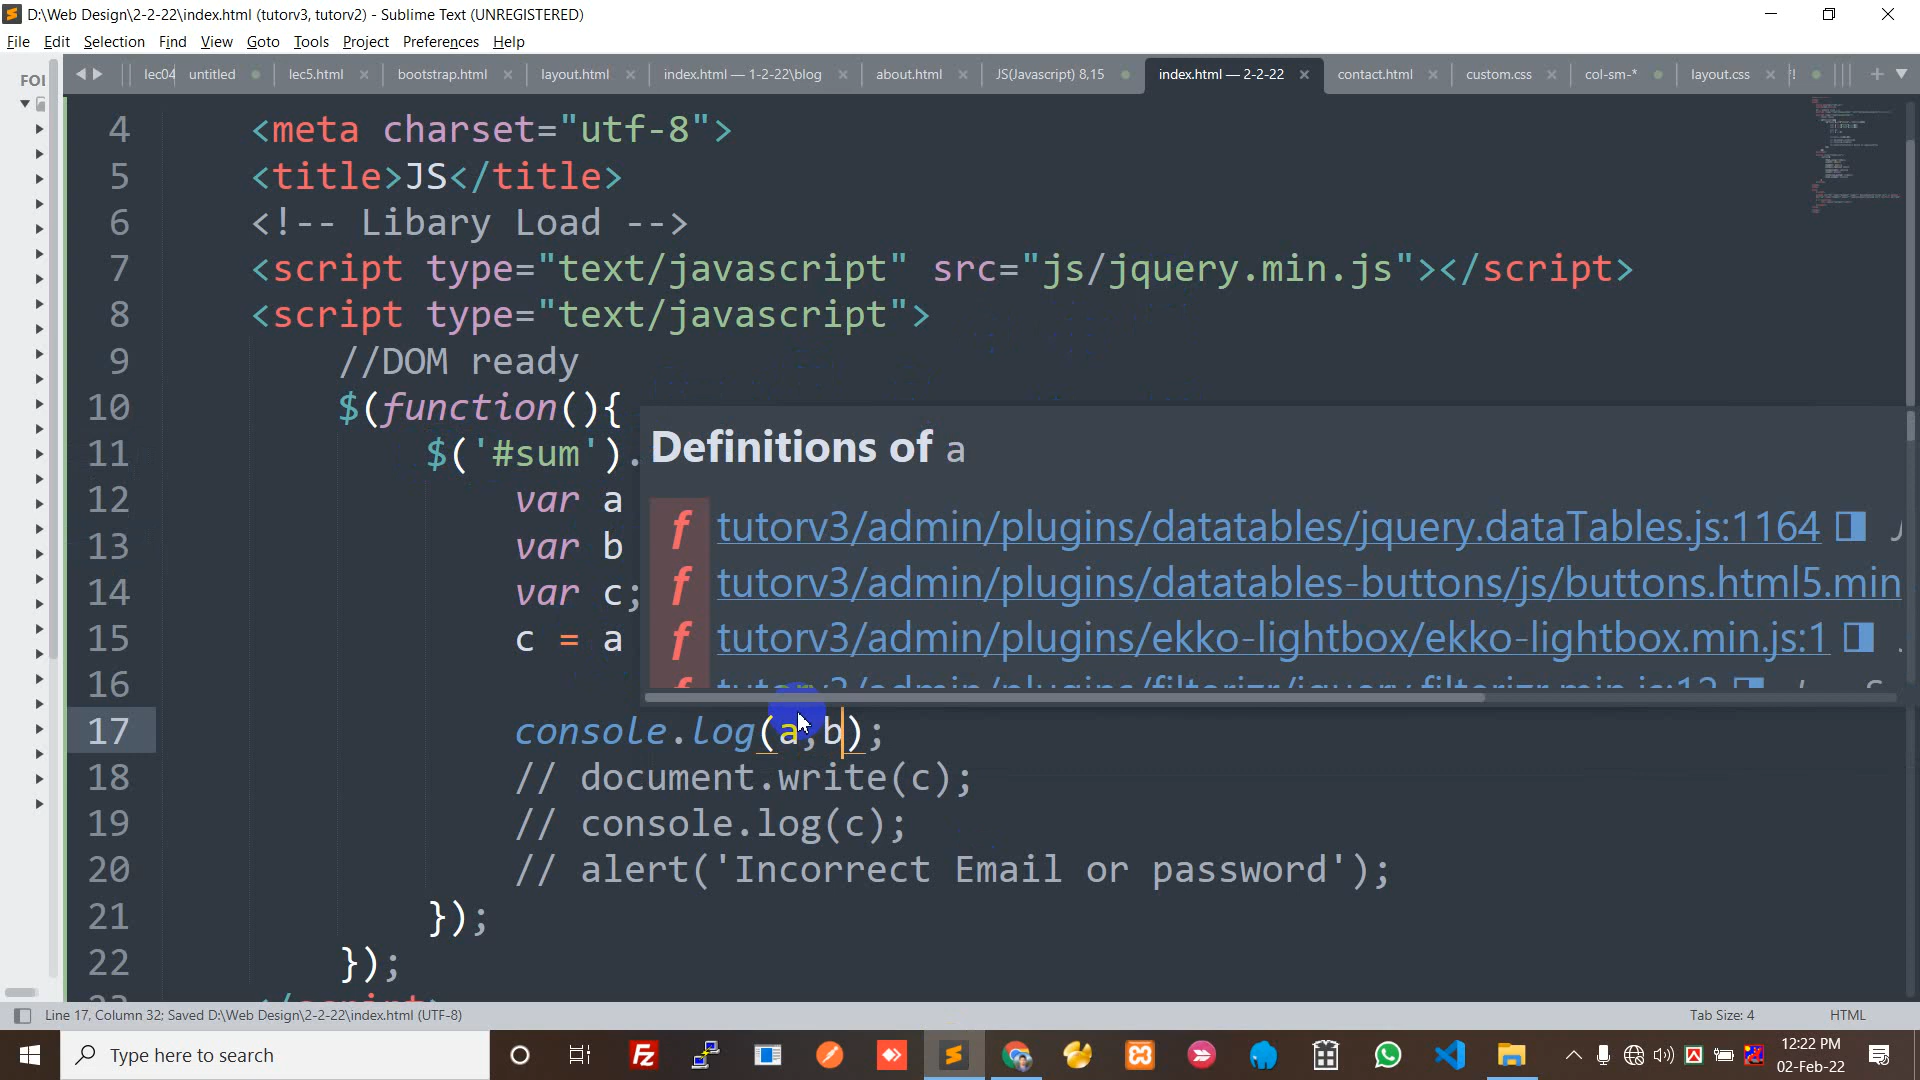 D:\Web Design\2-2-22\index.html (tutorv3, tutorv2) - Sublime Text (UNREGISTERED)
File Edit Selection Find View Goto Tools Project Preferences Help
FOI
lec04 untitled lec5.html bootstrap.html layout.html index.html — 1-2-22\blog about.html JS(Javascript) 8,15 index.html — 2-2-22 contact.html custom.css col-sm-* layout.css
4 <meta charset="utf-8">
5 <title>JS</title>
6 <!-- Libary Load -->
7 <script type="text/javascript" src="js/jquery.min.js"></script>
8 <script type="text/javascript">
9 //DOM ready
10 $(function(){
11 $('#sum').
12 var a
13 var b
14 var c;
15 c = a
16
17 console.log(a,b);
18 // document.write(c);
19 // console.log(c);
20 // alert('Incorrect Email or password');
21 });
22 });
Definitions of a
f tutorv3/admin/plugins/datatables/jquery.dataTables.js:1164
f tutorv3/admin/plugins/datatables-buttons/js/buttons.html5.min
f tutorv3/admin/plugins/ekko-lightbox/ekko-lightbox.min.js:1
Line 17, Column 32; Saved D:\Web Design\2-2-22\index.html (UTF-8)
Tab Size: 4 HTML
Type here to search
12:22 PM
02-Feb-22